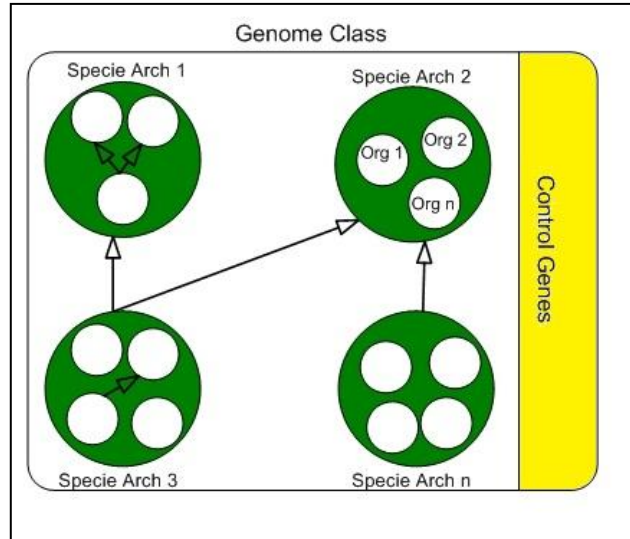 Genome Class
Specie Arch 1
Specie Arch 2
Org 1
Org 2
Org n
Control Genes
Specie Arch 3
Specie Arch n